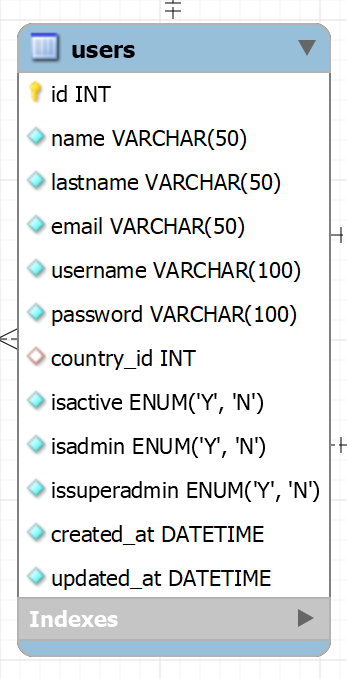 users
id INT
name VARCHAR(50)
lastname VARCHAR(50)
email VARCHAR(50)
username VARCHAR(100)
password VARCHAR(100)
country_id INT
isactive ENUM('Y', 'N')
isadmin ENUM('Y', 'N')
issuperadmin ENUM('Y', 'N')
created_at DATETIME
updated_at DATETIME
Indexes